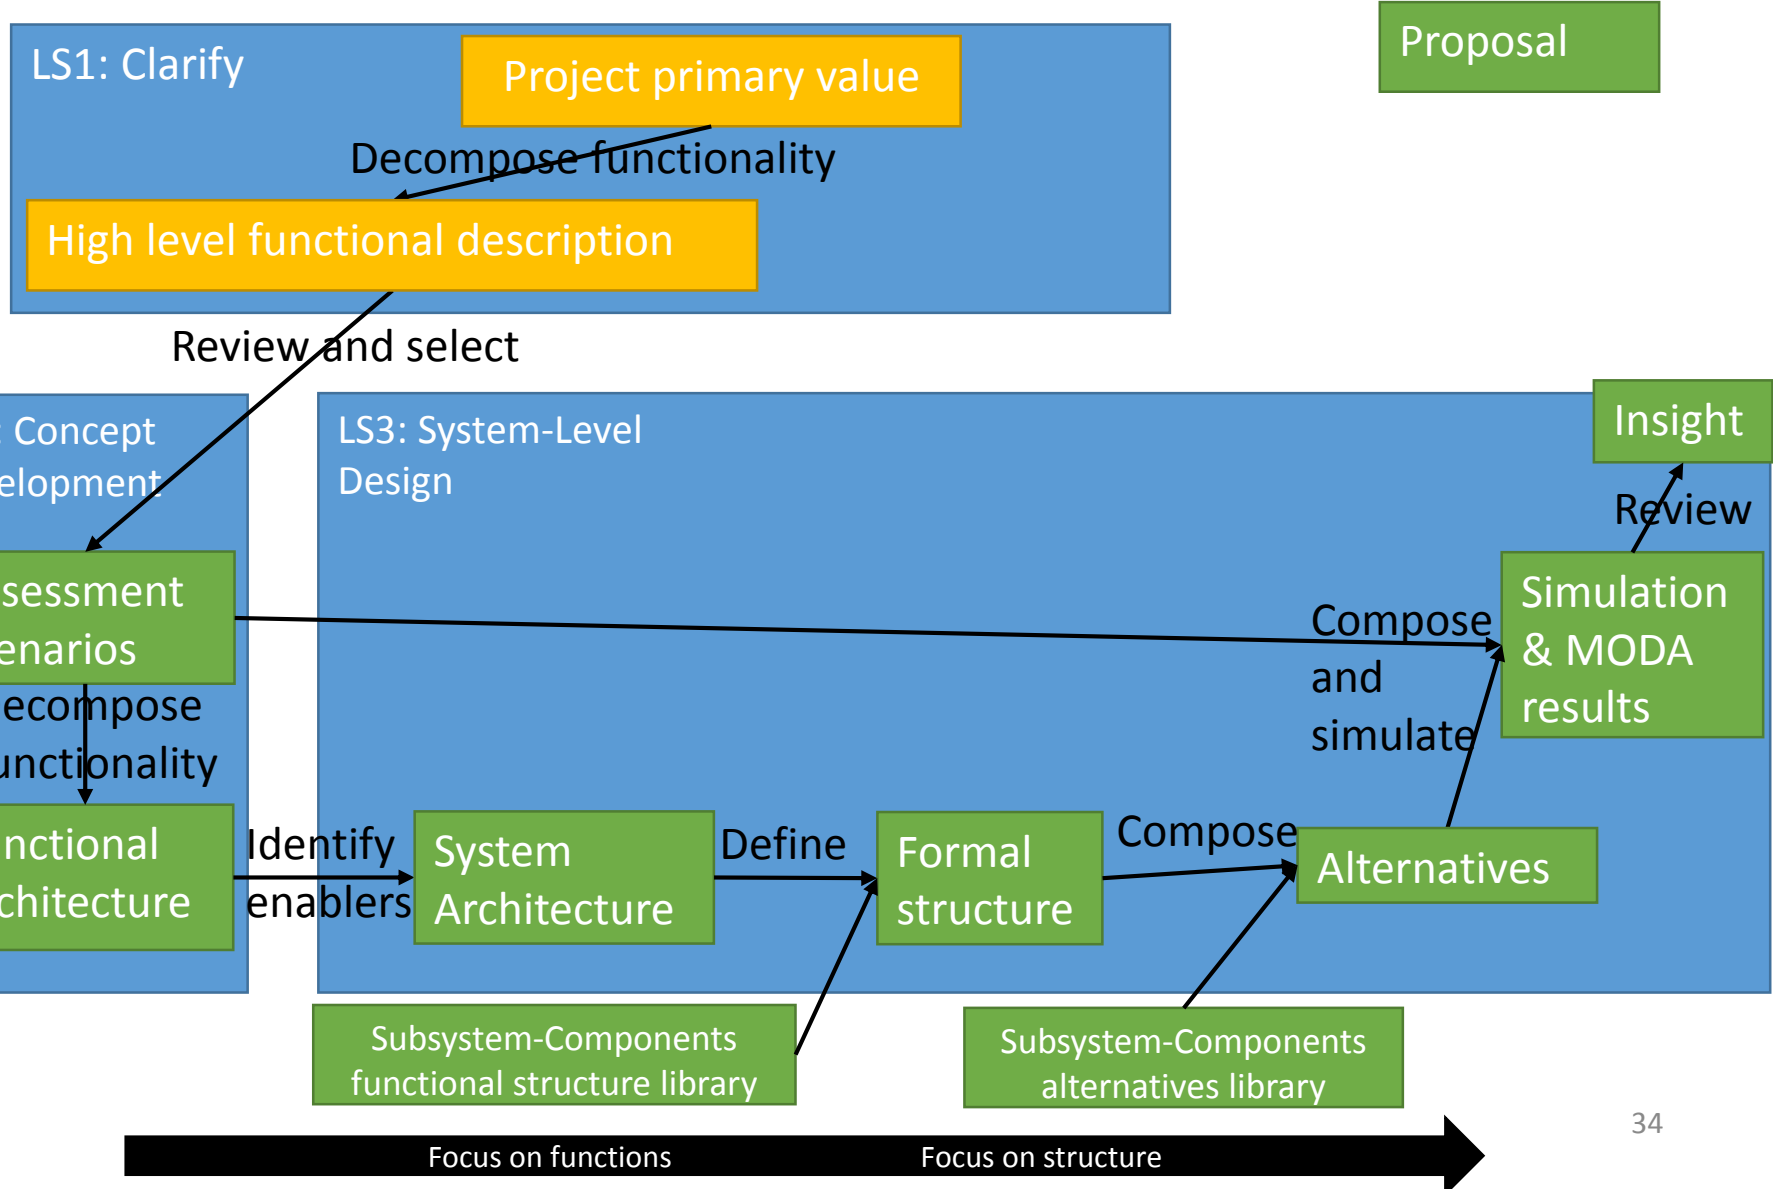 Proposal
LS1: Clarify
Project primary value
Decompose functionality
High level functional description
Review and select
: Concept
elopment
LS3: System-Level
Design
Insight
Review
sessment
enarios
Compose
and
simulate
Simulation
& MODA
results
ecompose
unctionality
nctional
chitecture
Identify
enablers
System
Architecture
Define
Formal
structure
Compose
Alternatives
Subsystem-Components
functional structure library
Subsystem-Components
alternatives library
34
Focus on functions
Focus on structure